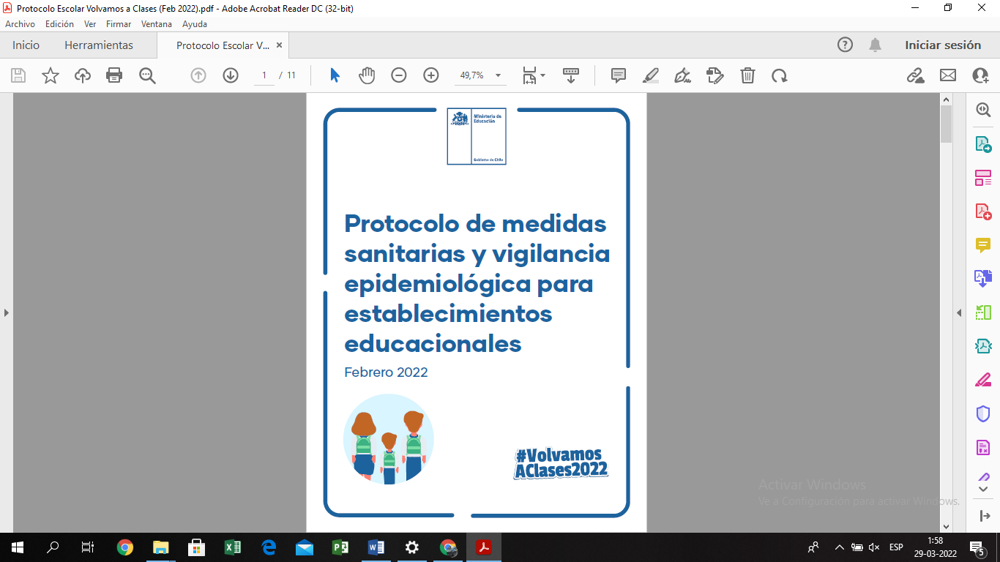 Protocolo Escolar Volvamos a Clases (Feb 2022).pdf - Adobe Acrobat Reader DC (32-bit)
Archivo Edición Ver Firmar Ventana Ayuda
Inicio Herramientas Protocolo Escolar V... × Iniciar sesión
1 / 11 49,7%
Ministerio de
Educación
Gobierno de Chile
Protocolo de medidas
sanitarias y vigilancia
epidemiológica para
establecimientos
educacionales
Febrero 2022
#Volvamos
AClases2022
Activar Windows
Ve a Configuración para activar Windows.
ESP
1:58
29-03-2022
5